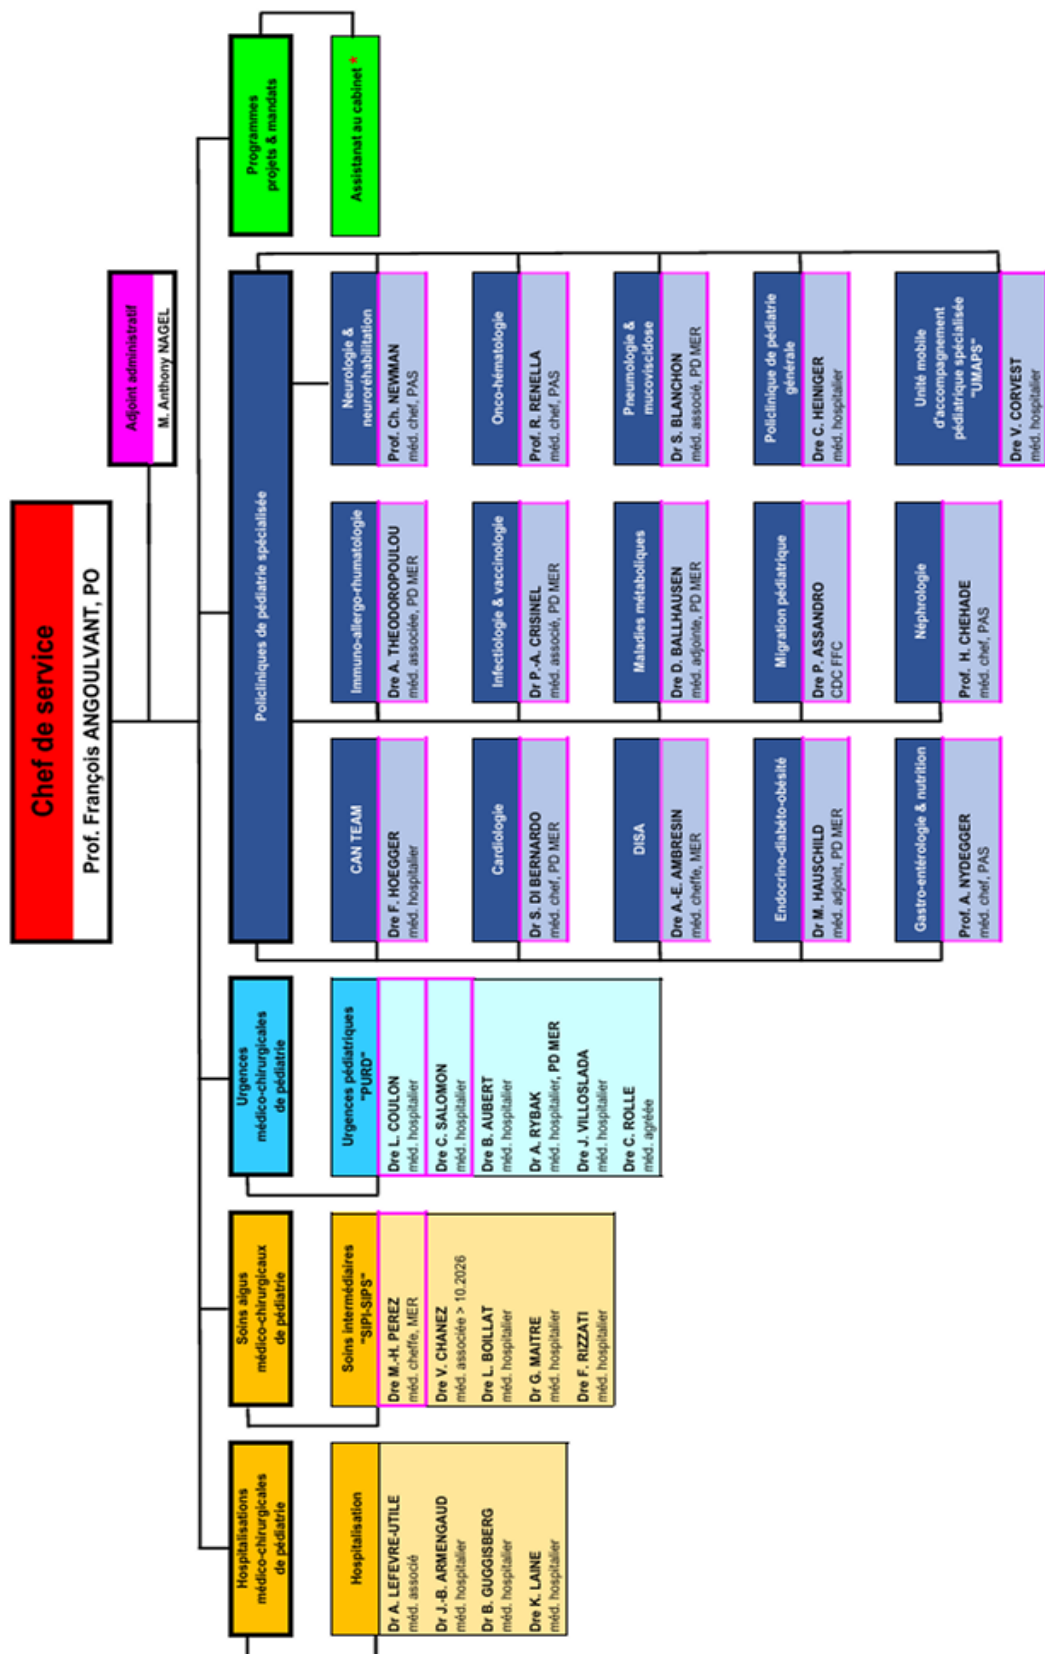 Chef de service
Prof. François ANGOULVANT, PO
Adjoint administratif
M. Anthony NAGEL
Hospitalisations
médico-chirurgicales
de pédiatrie
Hospitalisation
Dr A. LEFEVRE-UTILE
méd. associé
Dr J.-B. ARMENGAUD
méd. hospitalier
Dr B. GUGGISBERG
méd. hospitalier
Dre K. LAINE
méd. hospitalier
Soins aigus
médico-chirurgicaux
de pédiatrie
Soins intermédiaires
"SIPI-SIPS"
Dre M.-H. PEREZ
méd. cheffe, MER
Dre V. CHANEZ
méd. associée > 10.2026
Dre L. BOILLAT
méd. hospitalier
Dr G. MAITRE
méd. hospitalier
Dre F. RIZZATI
méd. hospitalier
Urgences
médico-chirurgicales
de pédiatrie
Urgences pédiatriques
"PURD"
Dre L. COULON
méd. hospitalier
Dre C. SALOMON
méd. hospitalier
Dre B. AUBERT
méd. hospitalier
Dr A. RYBAK
méd. hospitalier, PD MER
Dre J. VILLOSLADA
méd. hospitalier
Dre C. ROLLE
méd. agréée
Policliniques de pédiatrie spécialisée
CAN TEAM
Dre F. HOEGGER
méd. hospitalier
Cardiologie
Dr S. DI BERNARDO
méd. chef, PD MER
DISA
Dre A.-E. AMBRESIN
méd. cheffe, MER
Endocrino-diabéto-obésité
Dr M. HAUSCHILD
méd. adjoint, PD MER
Gastro-entérologie & nutrition
Prof. A. NYDEGGER
méd. chef, PAS
Immuno-allergo-rhumatologie
Dre A. THEODOROPOULOU
méd. associée, PD MER
Infectiologie & vaccinologie
Dr P.-A. CRISINEL
méd. associé, PD MER
Maladies métaboliques
Dre D. BALLHAUSEN
méd. adjointe, PD MER
Migration pédiatrique
Dre P. ASSANDRO
CDC FFC
Néphrologie
Prof. H. CHEHADE
méd. chef, PAS
Neurologie &
neuroréhabilitation
Prof. Ch. NEWMAN
méd. chef, PAS
Onco-hématologie
Prof. R. RENELLA
méd. chef, PAS
Pneumologie &
mucoviscidose
Dr S. BLANCHON
méd. associé, PD MER
Policlinique de pédiatrie
générale
Dre C. HEINIGER
méd. hospitalier
Unité mobile
d'accompagnement
pédiatrique spécialisée
"UMAPS"
Dre V. CORVEST
méd. hospitalier
Programmes
projets & mandats
Assistanat au cabinet *